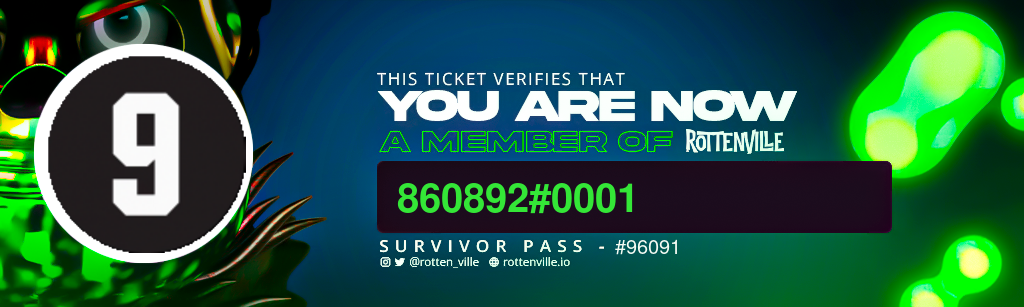 9
THIS TICKET VERIFIES THAT
YOU ARE NOW
A MEMBER OF ROTTENVILLE
860892#0001
SURVIVOR PASS - #96091
@rotten_ville rottenville.io